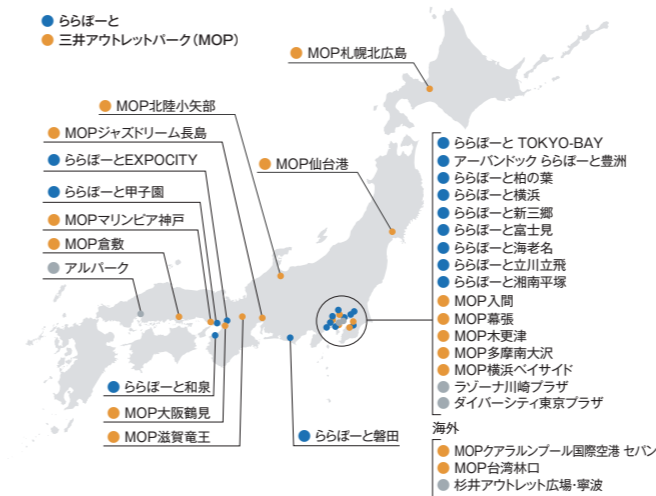 ららぽーと
三井アウトレットパーク(MOP)
MOP札幌北広島
MOP北陸小矢部
MOPジャズドリーム長島
ららぽーとEXPOCITY
ららぽーと甲子園
MOPマリンピア神戸
MOP倉敷
アルパーク
MOP仙台港
ららぽーと和泉
MOP大阪鶴見
MOP滋賀竜王
ららぽーと磐田
ららぽーと TOKYO-BAY
アーバンドック ららぽーと豊洲
ららぽーと柏の葉
ららぽーと横浜
ららぽーと新三郷
ららぽーと富士見
ららぽーと海老名
ららぽーと立川立飛
ららぽーと湘南平塚
MOP入間
MOP幕張
MOP木更津
MOP多摩南大沢
MOP横浜ベイサイド
ラゾーナ川崎プラザ
ダイバーシティ東京プラザ
海外
MOPクアラルンプール国際空港 セパン
MOP台湾林口
杉井アウトレット広場・寧波